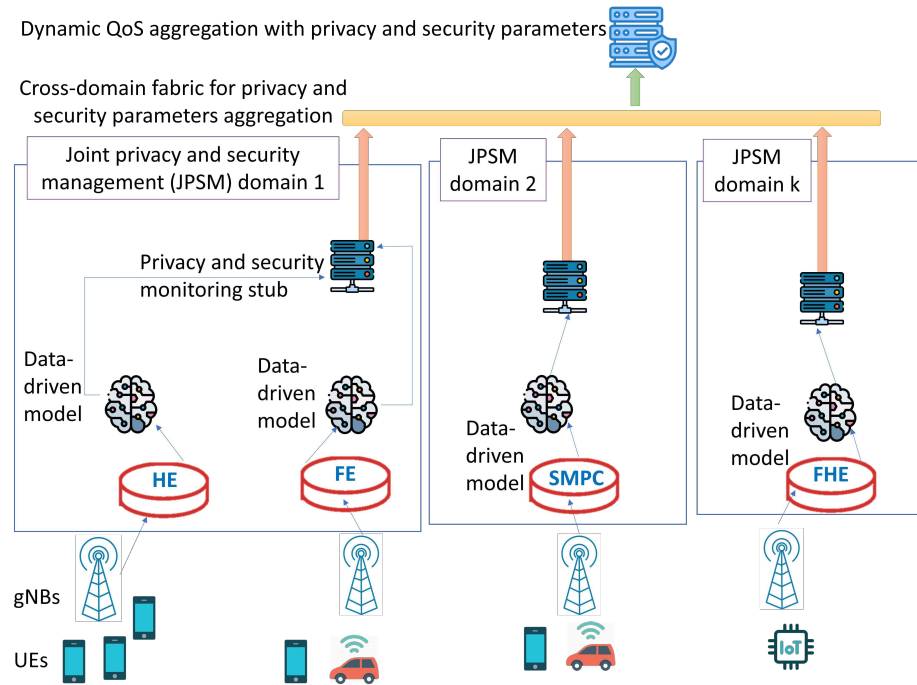 Dynamic QoS aggregation with privacy and security parameters
Cross-domain fabric for privacy and
security parameters aggregation
Joint privacy and security
management (JPSM) domain 1
JPSM
domain 2
JPSM
domain k
Privacy and security
monitoring stub
Data-
driven
model
Data-
driven
model
Data-
driven
model
Data-
driven
model
HE
FE
SMPC
FHE
gNBs
UEs
IoT